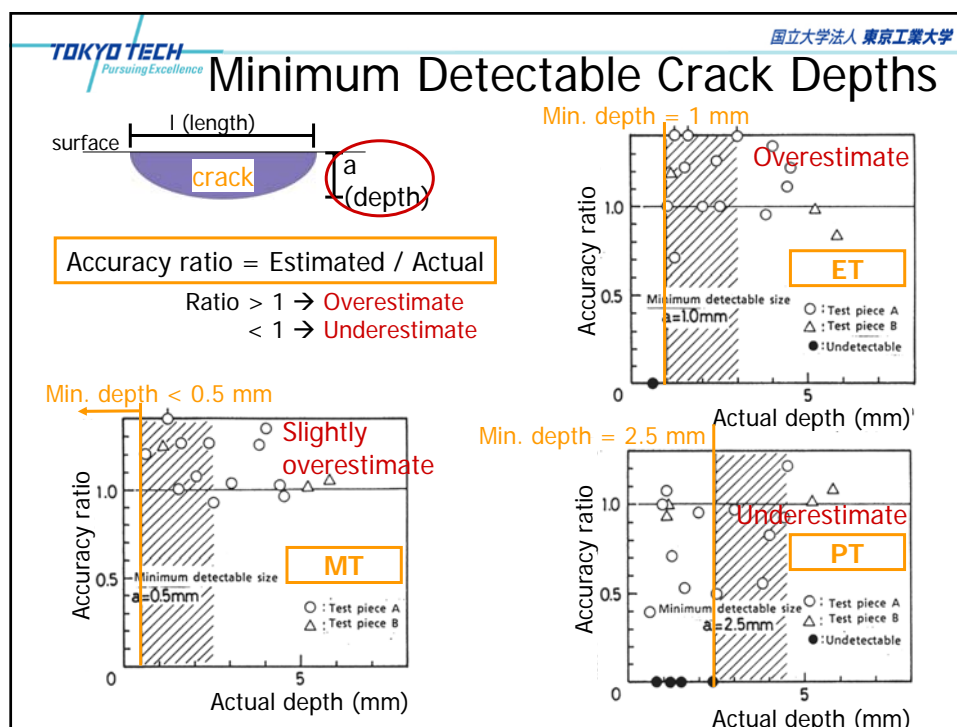 TOKYO TECH
Pursuing Excellence
国立大学法人 東京工業大学
Minimum Detectable Crack Depths
l (length)
surface
crack
a
(depth)
Accuracy ratio = Estimated / Actual
Ratio > 1 → Overestimate
< 1 → Underestimate
Min. depth = 1 mm
Overestimate
Accuracy ratio
1.0
0.5
0
ET
Minimum detectable size
a=1.0mm
○ : Test piece A
△ : Test piece B
● : Undetectable
0
5
Actual depth (mm)
Min. depth < 0.5 mm
Slightly
overestimate
Accuracy ratio
1.0
0.5
MT
Minimum detectable size
a=0.5mm
○ : Test piece A
△ : Test piece B
0
5
Actual depth (mm)
Min. depth = 2.5 mm
Underestimate
Accuracy ratio
1.0
0.5
PT
Minimum detectable size
a=2.5mm
○ : Test piece A
△ : Test piece B
● : Undetectable
0
5
Actual depth (mm)